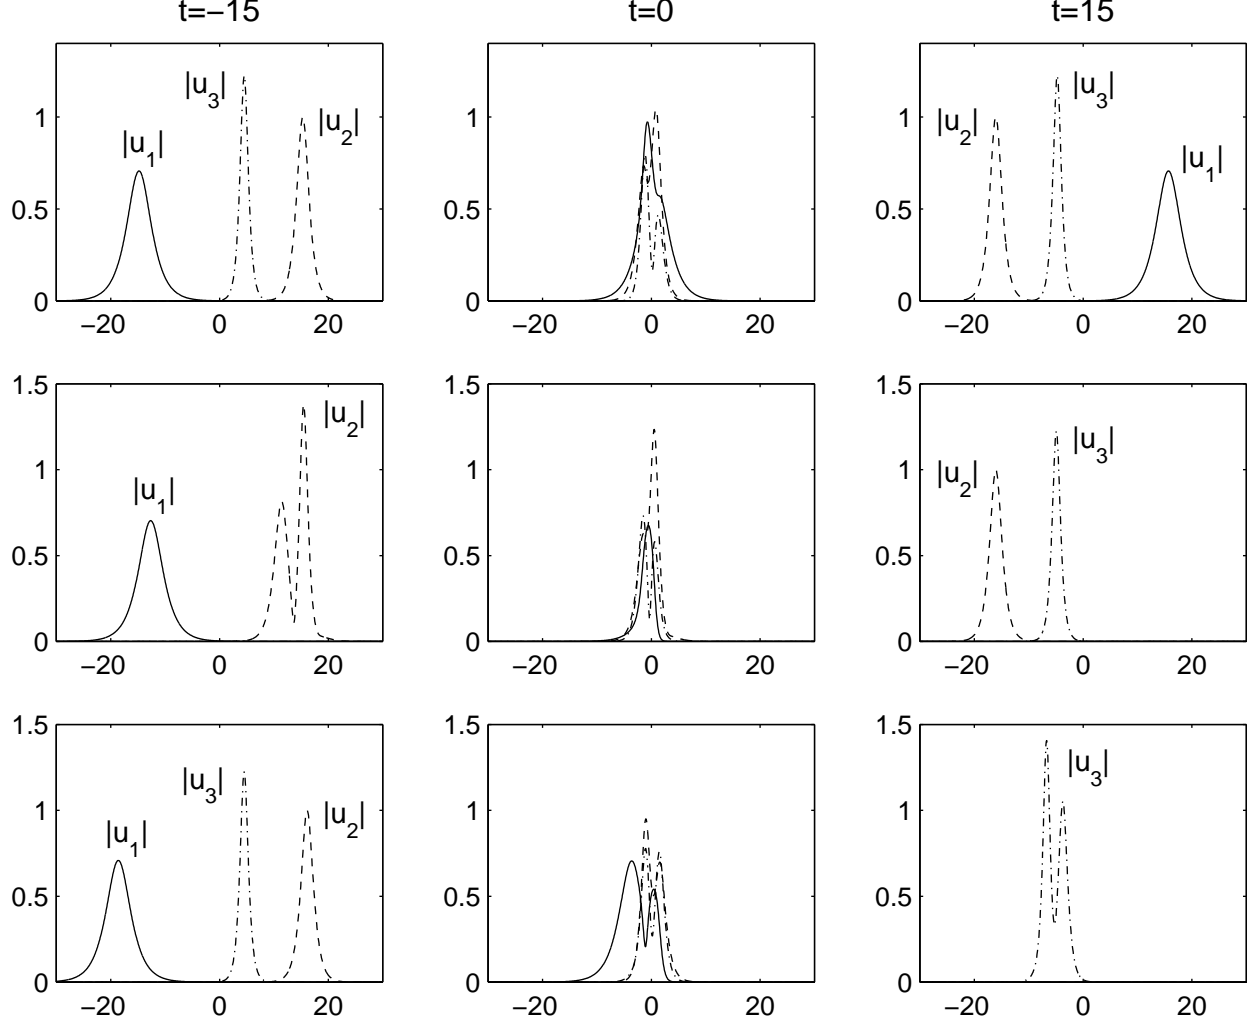 t=−15 t=0 t=15
|u3| |u2| |u1| |u2| |u3| |u1|
1 0.5 0 1 0.5 0 1 0.5 0
−20 0 20 −20 0 20 −20 0 20
|u1| |u2| |u2| |u3|
1.5 1 0.5 0 1.5 1 0.5 0 1.5 1 0.5 0
−20 0 20 −20 0 20 −20 0 20
|u3| |u1| |u2| |u3|
1.5 1 0.5 0 1.5 1 0.5 0 1.5 1 0.5 0
−20 0 20 −20 0 20 −20 0 20